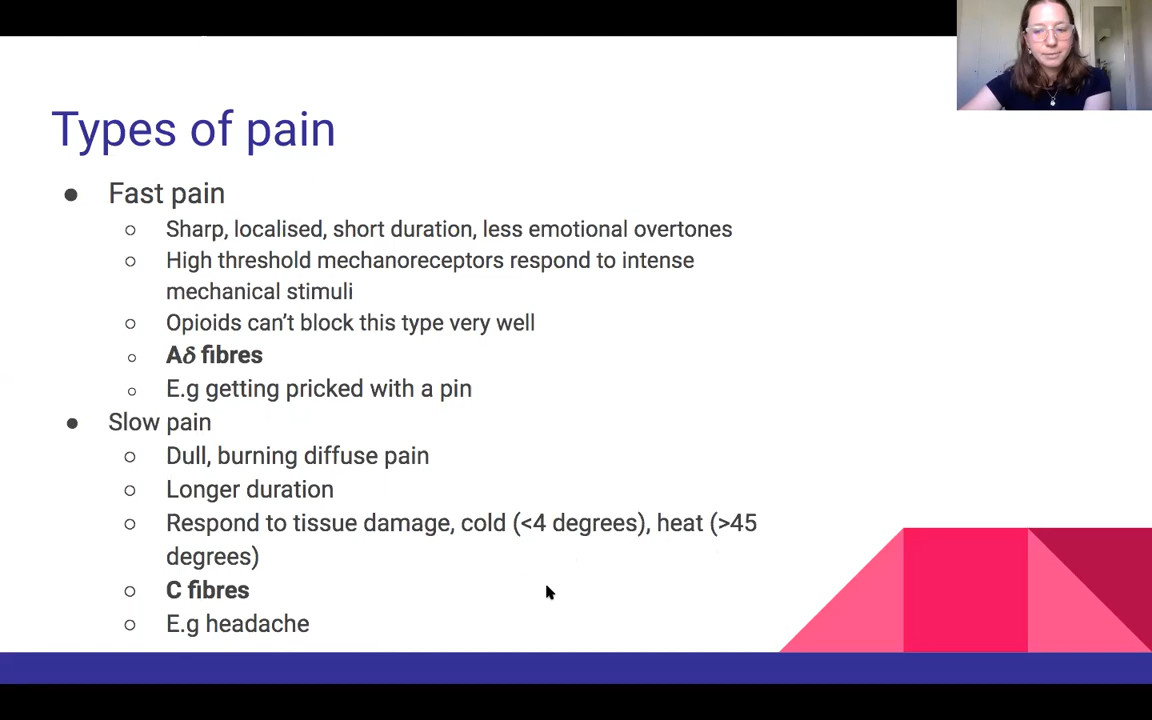 Types of pain
● Fast pain
○ Sharp, localised, short duration, less emotional overtones
○ High threshold mechanoreceptors respond to intense
mechanical stimuli
○ Opioids can't block this type very well
○ Aδ fibres
○ E.g getting pricked with a pin
● Slow pain
○ Dull, burning diffuse pain
○ Longer duration
○ Respond to tissue damage, cold (<4 degrees), heat (>45
degrees)
○ C fibres
○ E.g headache